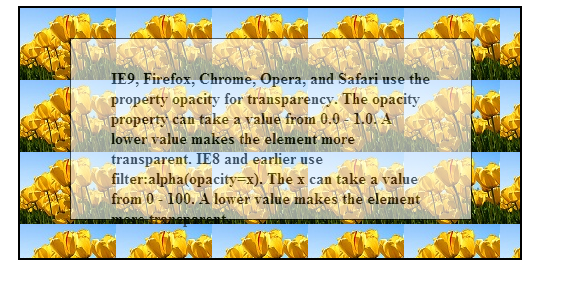 IE9, Firefox, Chrome, Opera, and Safari use the
property opacity for transparency. The opacity
property can take a value from 0.0 - 1.0. A
lower value makes the element more
transparent. IE8 and earlier use
filter:alpha(opacity=x). The x can take a value
from 0 - 100. A lower value makes the element
more transparent.